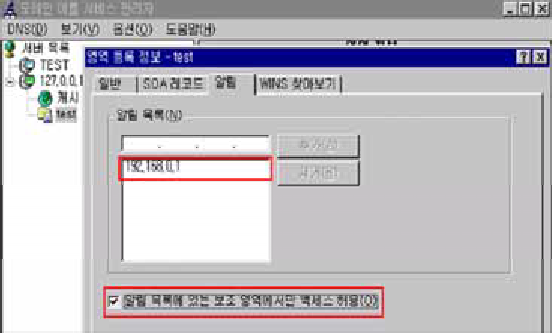 도메인 이름 서비스 관리자
DNS(D) 보기(V) 옵션(O) 도움말(H)
서버 목록
TEST
127.0.0.1
캐시
test
영역 등록 정보 - test
일반 SOA 레코드 알림 WINS 찾아보기
알림 목록(N)
192.168.0.1
추가(A)
제거(R)
알림 목록에 있는 보조 영역에서만 액세스 허용(O)